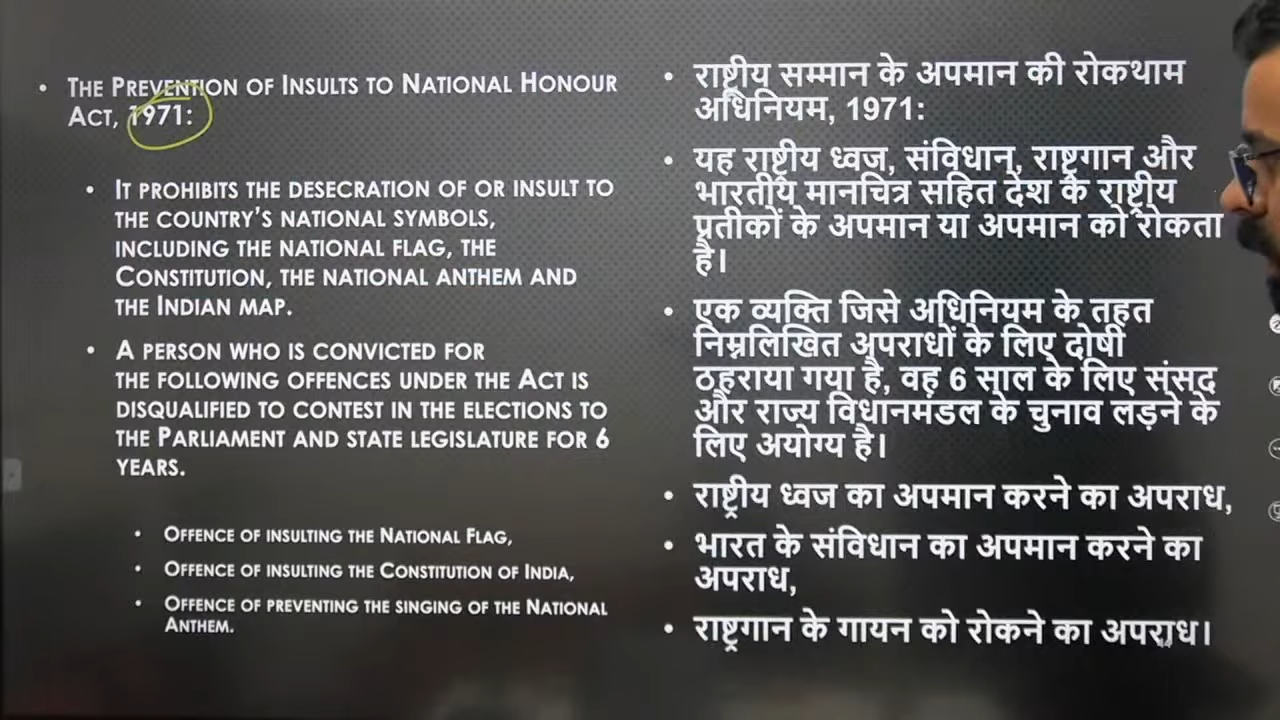 • The Prevention of Insults to National Honour
Act, 1971:
• It prohibits the desecration of or insult to
the country's national symbols,
including the national flag, the
Constitution, the national anthem and
the Indian map.
• A person who is convicted for
the following offences under the Act is
disqualified to contest in the elections to
the Parliament and state legislature for 6
years.
• Offence of insulting the National Flag,
• Offence of insulting the Constitution of India,
• Offence of preventing the singing of the National
Anthem.
• राष्ट्रीय सम्मान के अपमान की रोकथाम
अधिनियम, 1971:
• यह राष्ट्रीय ध्वज, संविधान, राष्ट्रगान और
भारतीय मानचित्र सहित देश के राष्ट्रीय
प्रतीकों के अपमान या अपमान को रोकता
है।
• एक व्यक्ति जिसे अधिनियम के तहत
निम्नलिखित अपराधों के लिए दोषी
ठहराया गया है, वह 6 साल के लिए संसद
और राज्य विधानमंडल के चुनाव लड़ने के
लिए अयोग्य है।
• राष्ट्रीय ध्वज का अपमान करने का अपराध,
• भारत के संविधान का अपमान करने का
अपराध,
• राष्ट्रगान के गायन को रोकने का अपराध।